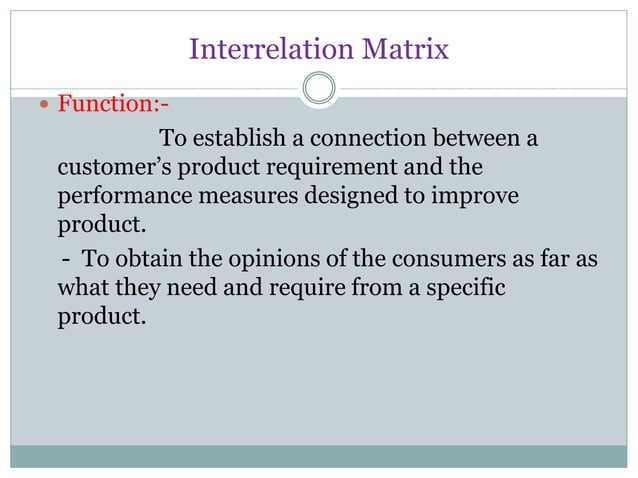 Interrelation Matrix
• Function:-
To establish a connection between a
customer’s product requirement and the
performance measures designed to improve
product.
- To obtain the opinions of the consumers as far as
what they need and require from a specific
product.